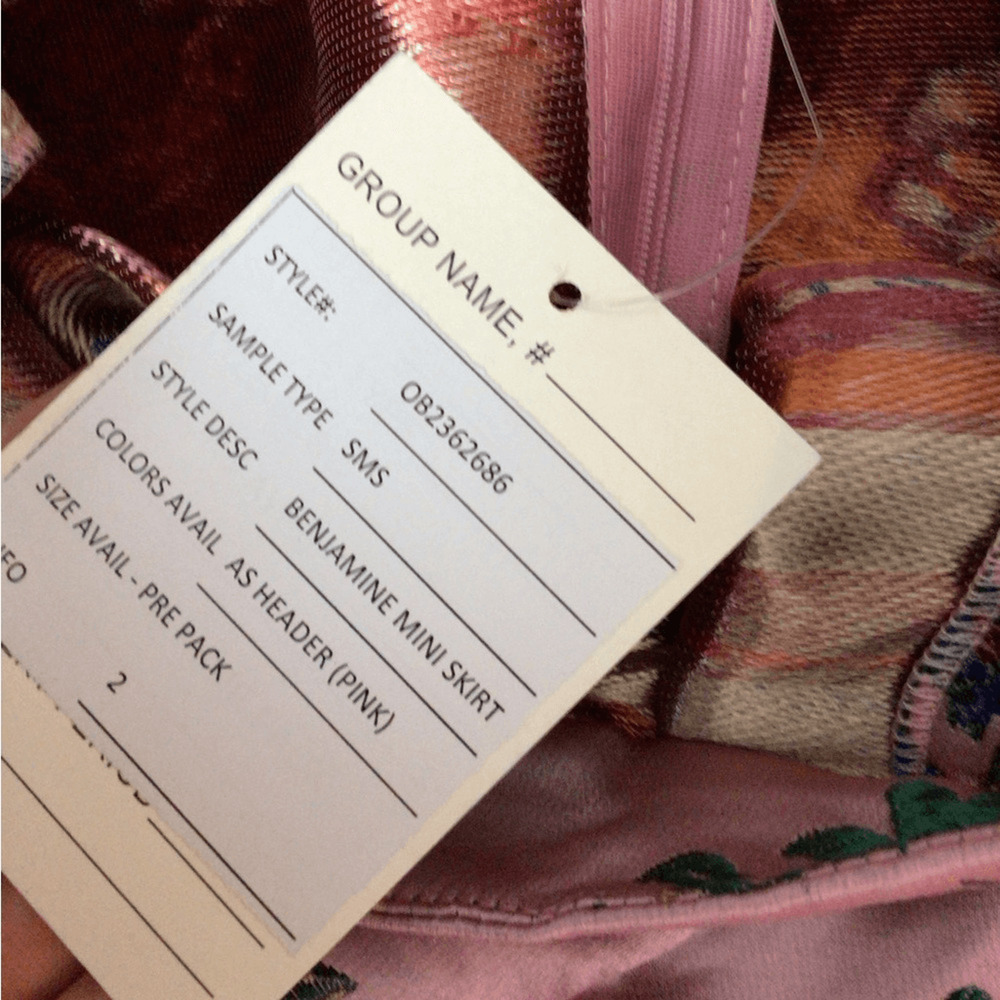 GROUP NAME, #
STYLE#: OB2362686
SAMPLE TYPE SMS
STYLE DESC BENJAMINE MINI SKIRT
COLORS AVAIL AS HEADER (PINK)
SIZE AVAIL - PRE PACK
2